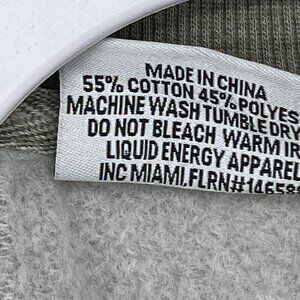 MADE IN CHINA
55% COTTON 45% POLYES
MACHINE WASH TUMBLE DRY
DO NOT BLEACH WARM IR
LIQUID ENERGY APPAREL
INC MIAMI,FLRN#14658